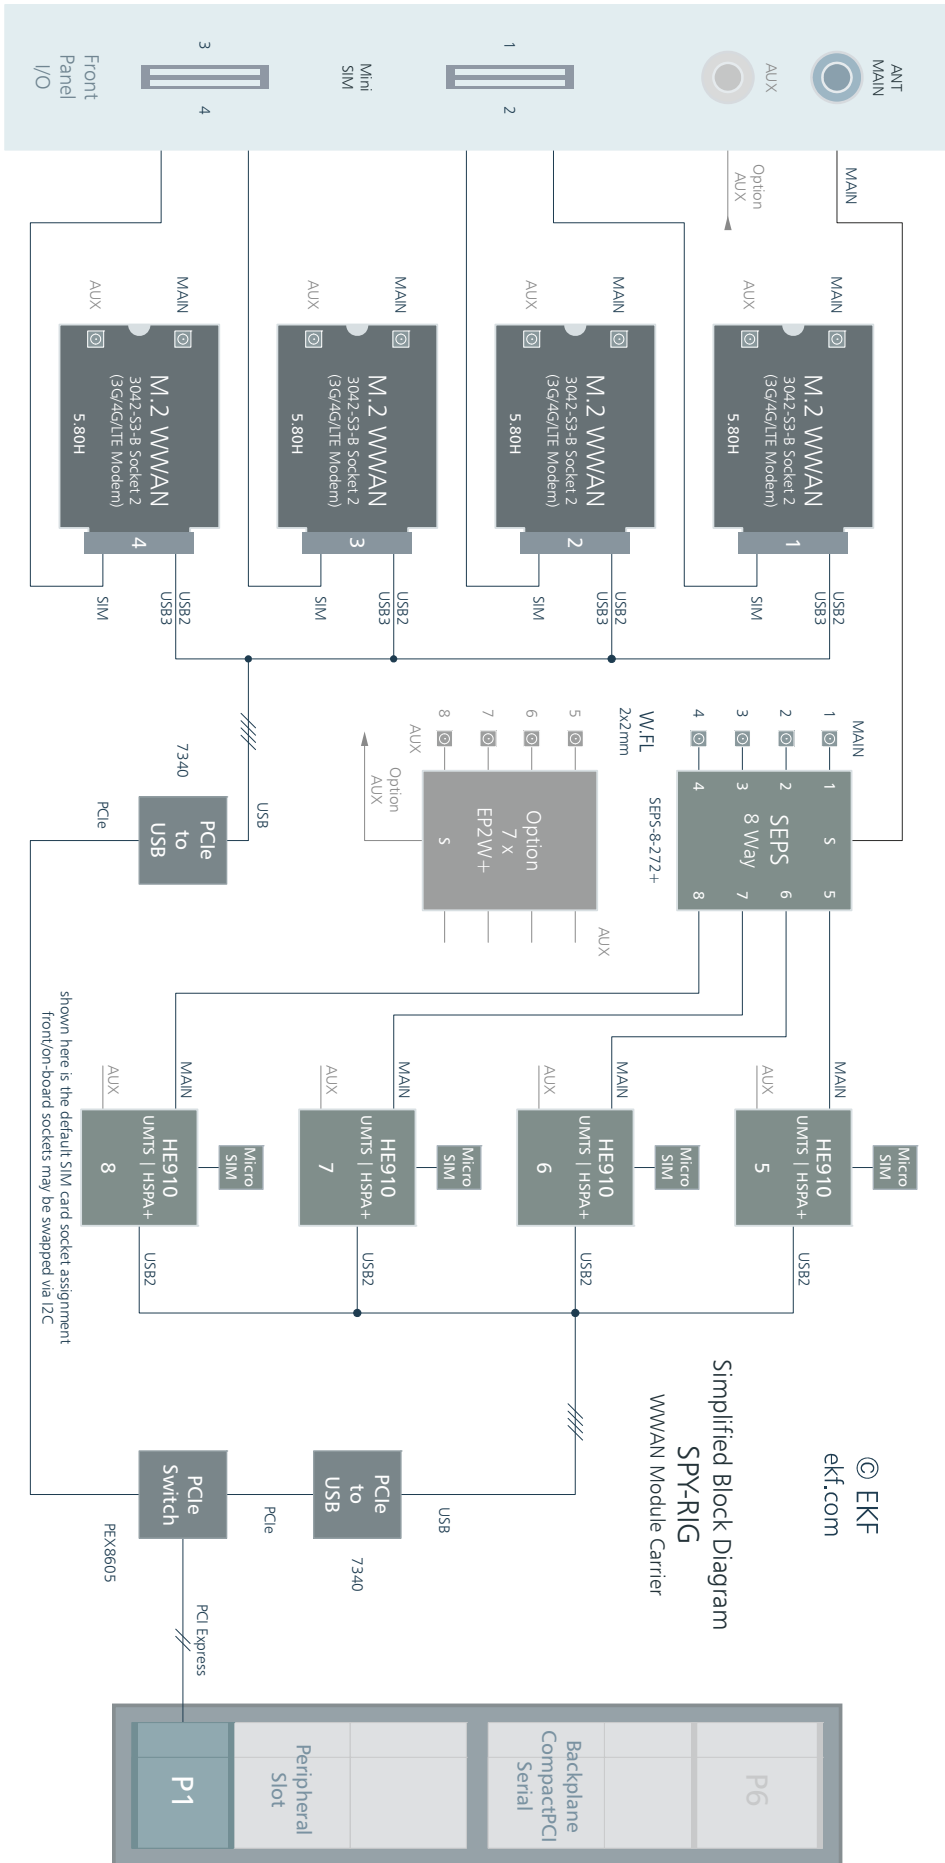 ANT
MAIN
AUX
1
2
Mini
SIM
3
4
Front
Panel
I/O
MAIN
Option
AUX
MAIN
AUX
M.2 WWAN
3042-S3-B Socket 2
(3G/4G/LTE Modem)
5.80H
1
USB2
USB3
SIM
MAIN
AUX
M.2 WWAN
3042-S3-B Socket 2
(3G/4G/LTE Modem)
5.80H
2
USB2
USB3
SIM
MAIN
AUX
M.2 WWAN
3042-S3-B Socket 2
(3G/4G/LTE Modem)
5.80H
3
USB2
USB3
SIM
MAIN
AUX
M.2 WWAN
3042-S3-B Socket 2
(3G/4G/LTE Modem)
5.80H
4
USB2
USB3
SIM
MAIN
1
2
3
4
W.FL
2x2mm
1
2
3
4
S
SEPS
8 Way
5
6
7
8
SEPS-8-272+
5
6
7
8
AUX
Option
7 x
EP2W+
S
AUX
Option
AUX
USB
7340
PCIe
to
USB
PCIe
MAIN
AUX
Micro
SIM
HE910
UMTS | HSPA+
5
USB2
MAIN
AUX
Micro
SIM
HE910
UMTS | HSPA+
6
USB2
MAIN
AUX
Micro
SIM
HE910
UMTS | HSPA+
7
USB2
MAIN
AUX
Micro
SIM
HE910
UMTS | HSPA+
8
USB2
shown here is the default SIM card socket assignment
front/on-board sockets may be swapped via I2C
© EKF
ekf.com
Simplified Block Diagram
SPY-RIG
WWAN Module Carrier
USB
PCIe
to
USB
7340
PCIe
PCIe
Switch
PEX8605
PCI Express
P6
Backplane
CompactPCI
Serial
Peripheral
Slot
P1